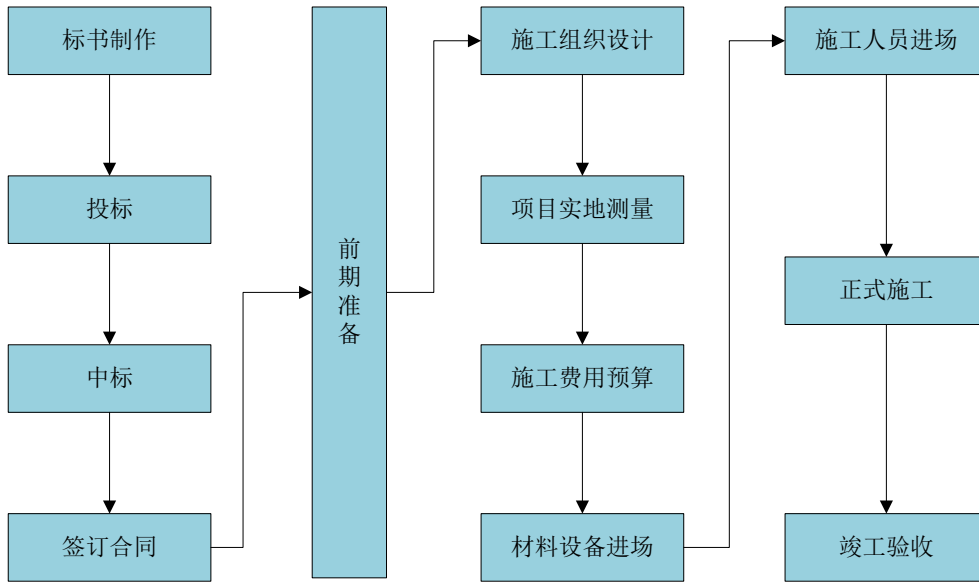 标书制作
投标
中标
签订合同
前期准备
施工组织设计
项目实地测量
施工费用预算
材料设备进场
施工人员进场
正式施工
竣工验收